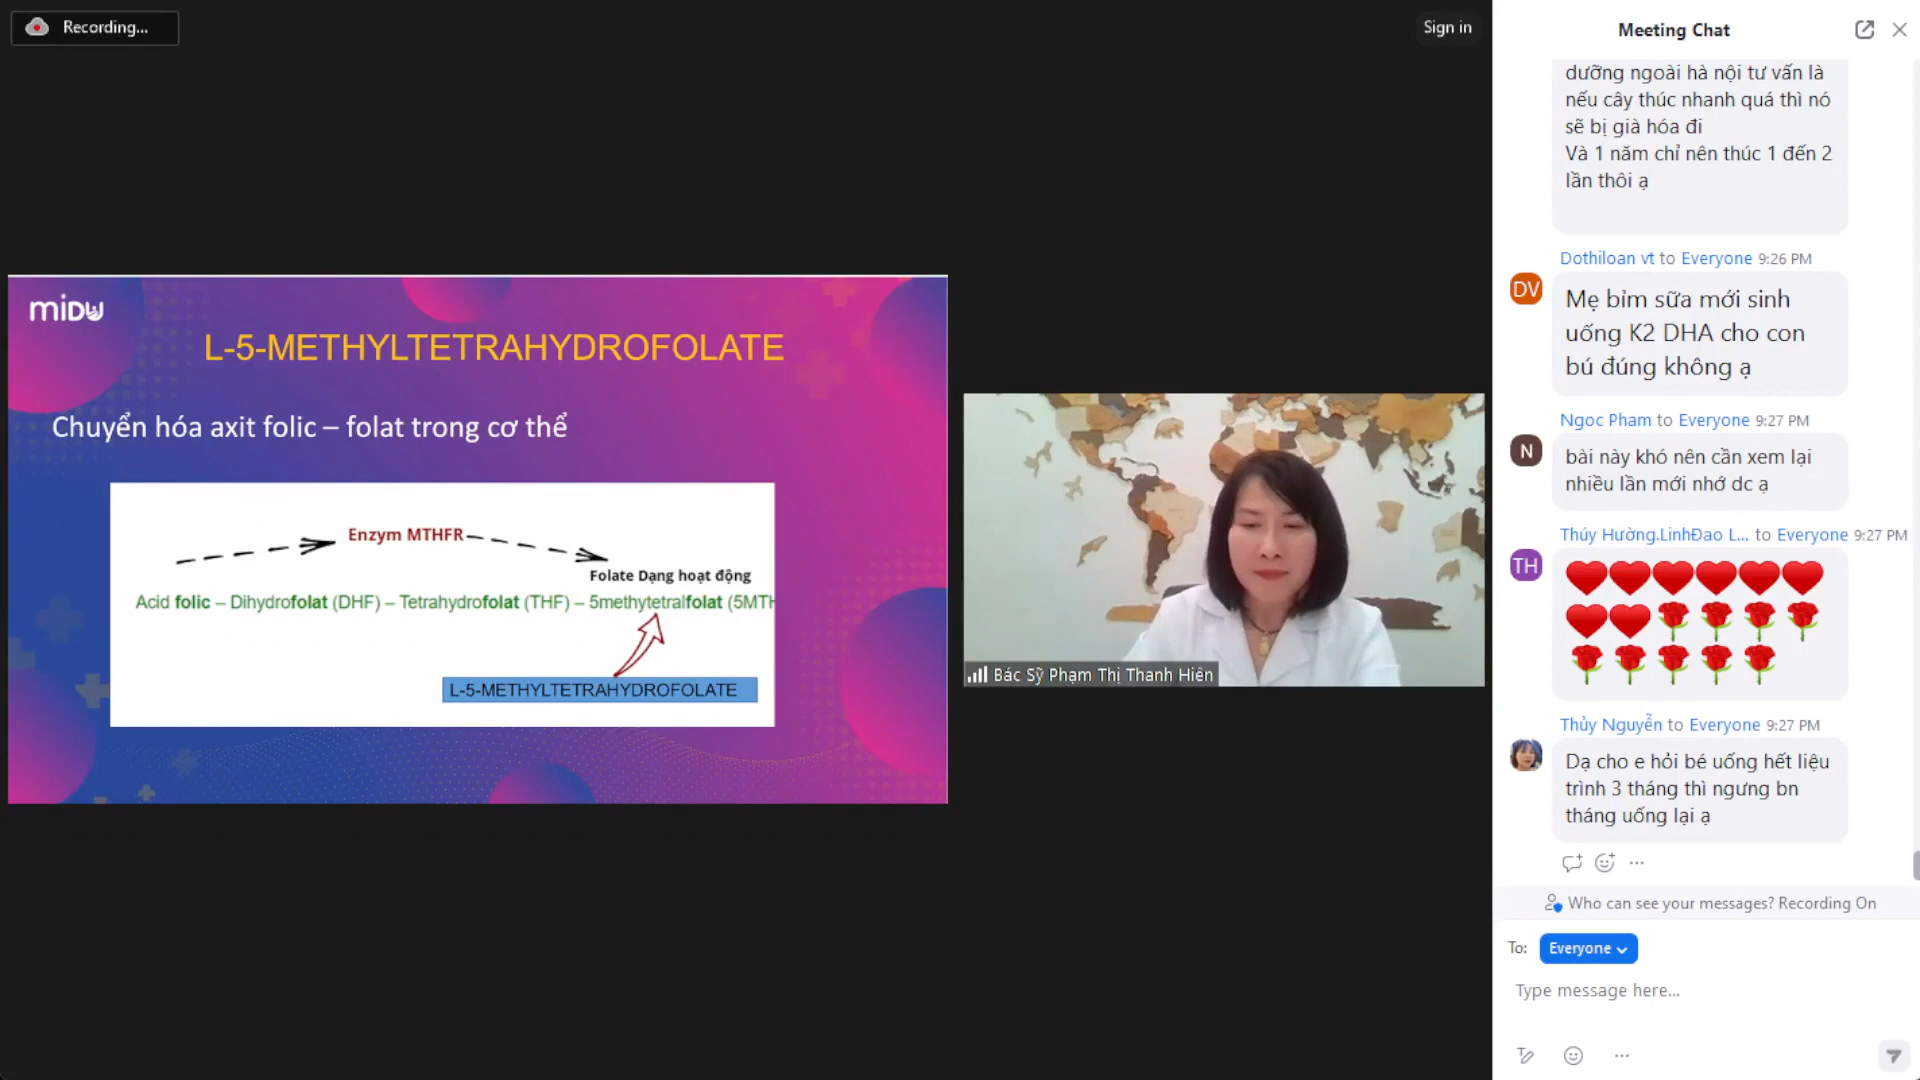 Recording...
Sign in
miDU
L-5-METHYLTETRAHYDROFOLATE
Chuyển hóa axit folic – folat trong cơ thể
Enzym MTHFR
Folate Dạng hoạt động
Acid folic – Dihydrofolat (DHF) – Tetrahydrofolat (THF) – 5methytetralfolat (5MTH
L-5-METHYLTETRAHYDROFOLATE
Bác Sỹ Phạm Thị Thanh Hiên
Meeting Chat
dưỡng ngoài hà nội tư vấn là
nếu cây thúc nhanh quá thì nó
sẽ bị già hóa đi
Và 1 năm chỉ nên thúc 1 đến 2
lần thôi ạ
Dothiloan vt to Everyone 9:26 PM
DV
Mẹ bỉm sữa mới sinh
uống K2 DHA cho con
bú đúng không ạ
Ngoc Pham to Everyone 9:27 PM
N
bài này khó nên cần xem lại
nhiều lần mới nhớ dc ạ
Thúy Hường.LinhĐao L... to Everyone 9:27 PM
TH
Thủy Nguyễn to Everyone 9:27 PM
Dạ cho e hỏi bé uống hết liệu
trình 3 tháng thì ngưng bn
tháng uống lại ạ
Who can see your messages? Recording On
To: Everyone
Type message here...